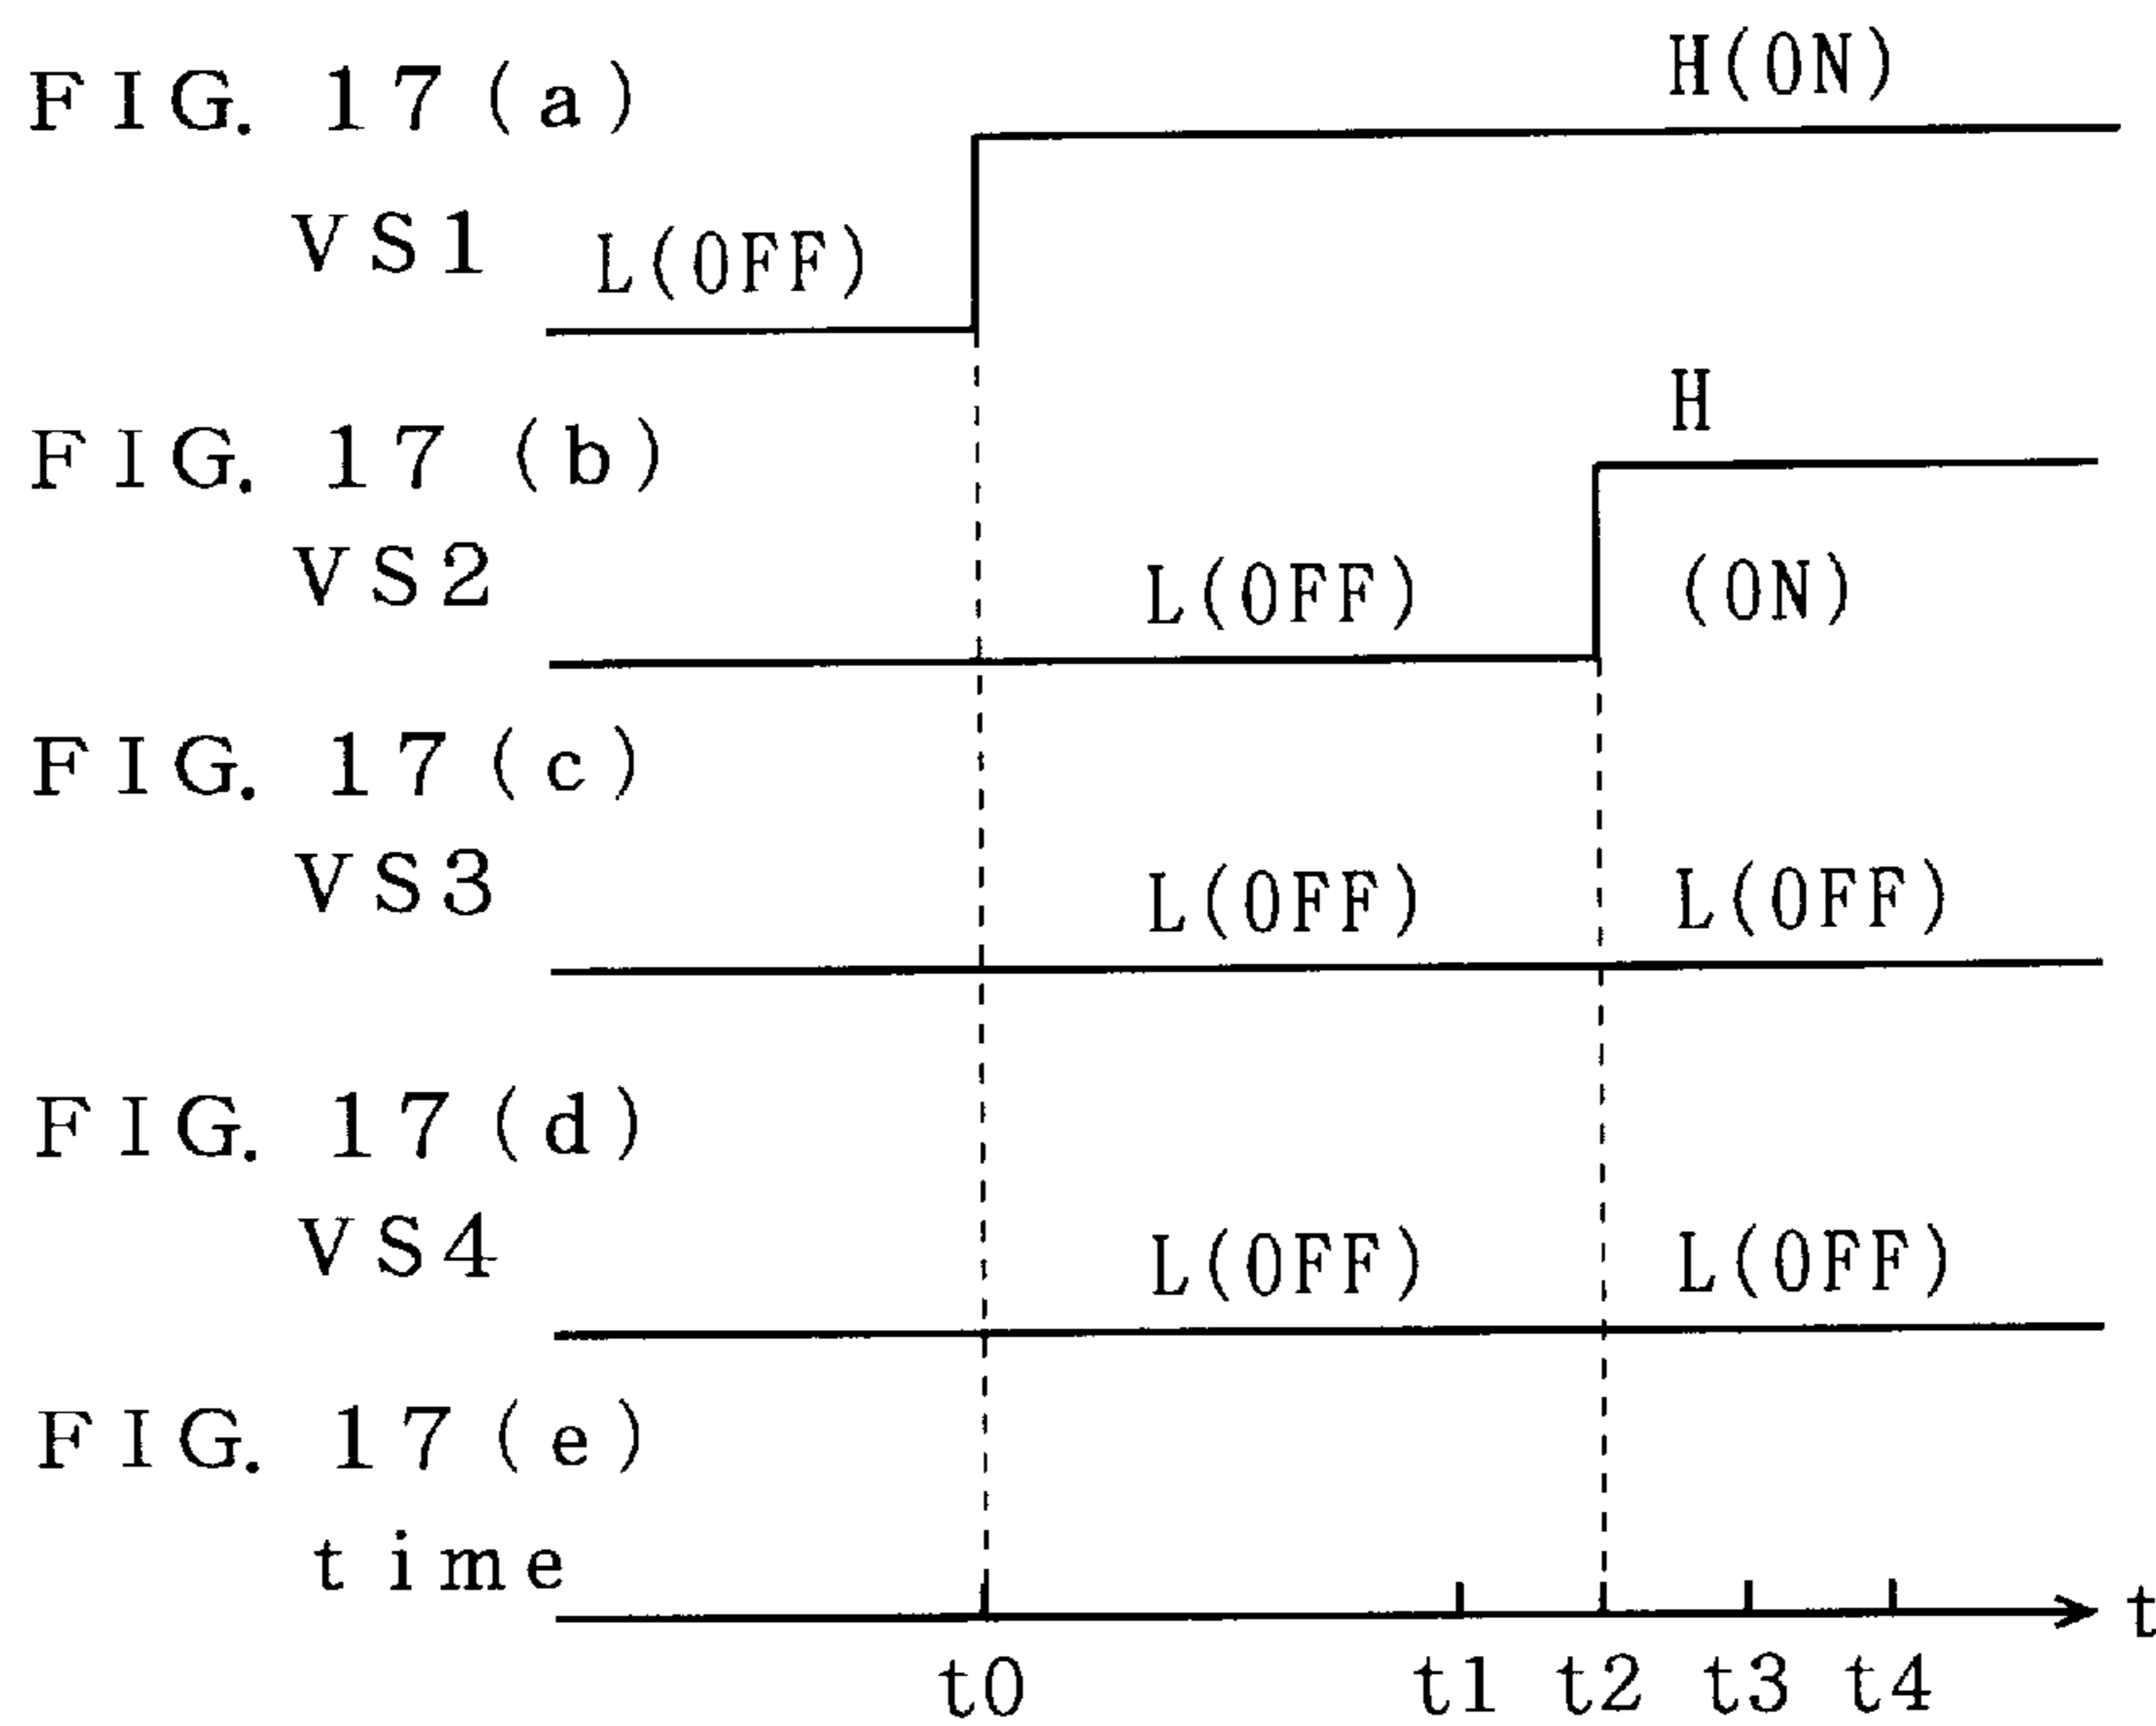 FIG. 17(a)
H(ON)
VS1
L(OFF)
FIG. 17(b)
H
VS2
L(OFF)
(ON)
FIG. 17(c)
VS3
L(OFF)
L(OFF)
FIG. 17(d)
VS4
L(OFF)
L(OFF)
FIG. 17(e)
time
t
t0
t1
t2
t3
t4